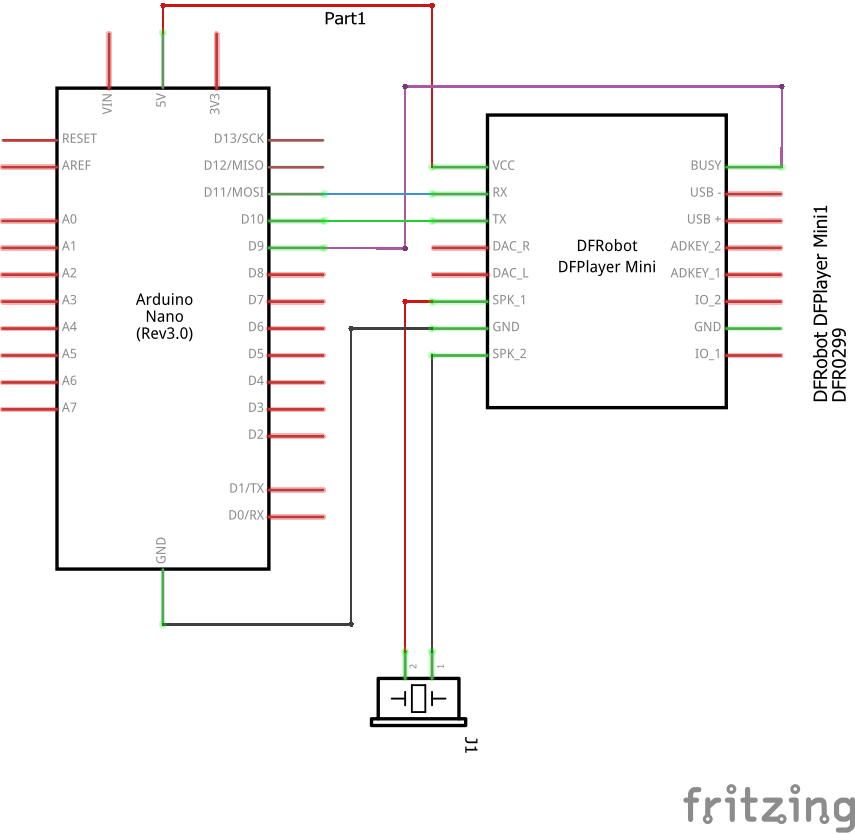 Part1
VIN
5V
3V3
RESET
AREF
A0
A1
A2
A3
A4
A5
A6
A7
D13/SCK
D12/MISO
D11/MOSI
D10
D9
D8
D7
D6
D5
D4
D3
D2
D1/TX
D0/RX
GND
Arduino
Nano
(Rev3.0)
VCC
RX
TX
DAC_R
DAC_L
SPK_1
GND
SPK_2
DFRobot
DFPlayer Mini
BUSY
USB -
USB +
ADKEY_2
ADKEY_1
IO_2
GND
IO_1
DFRobot DFPlayer Mini1
DFR0299
2
1
J1
fritzing